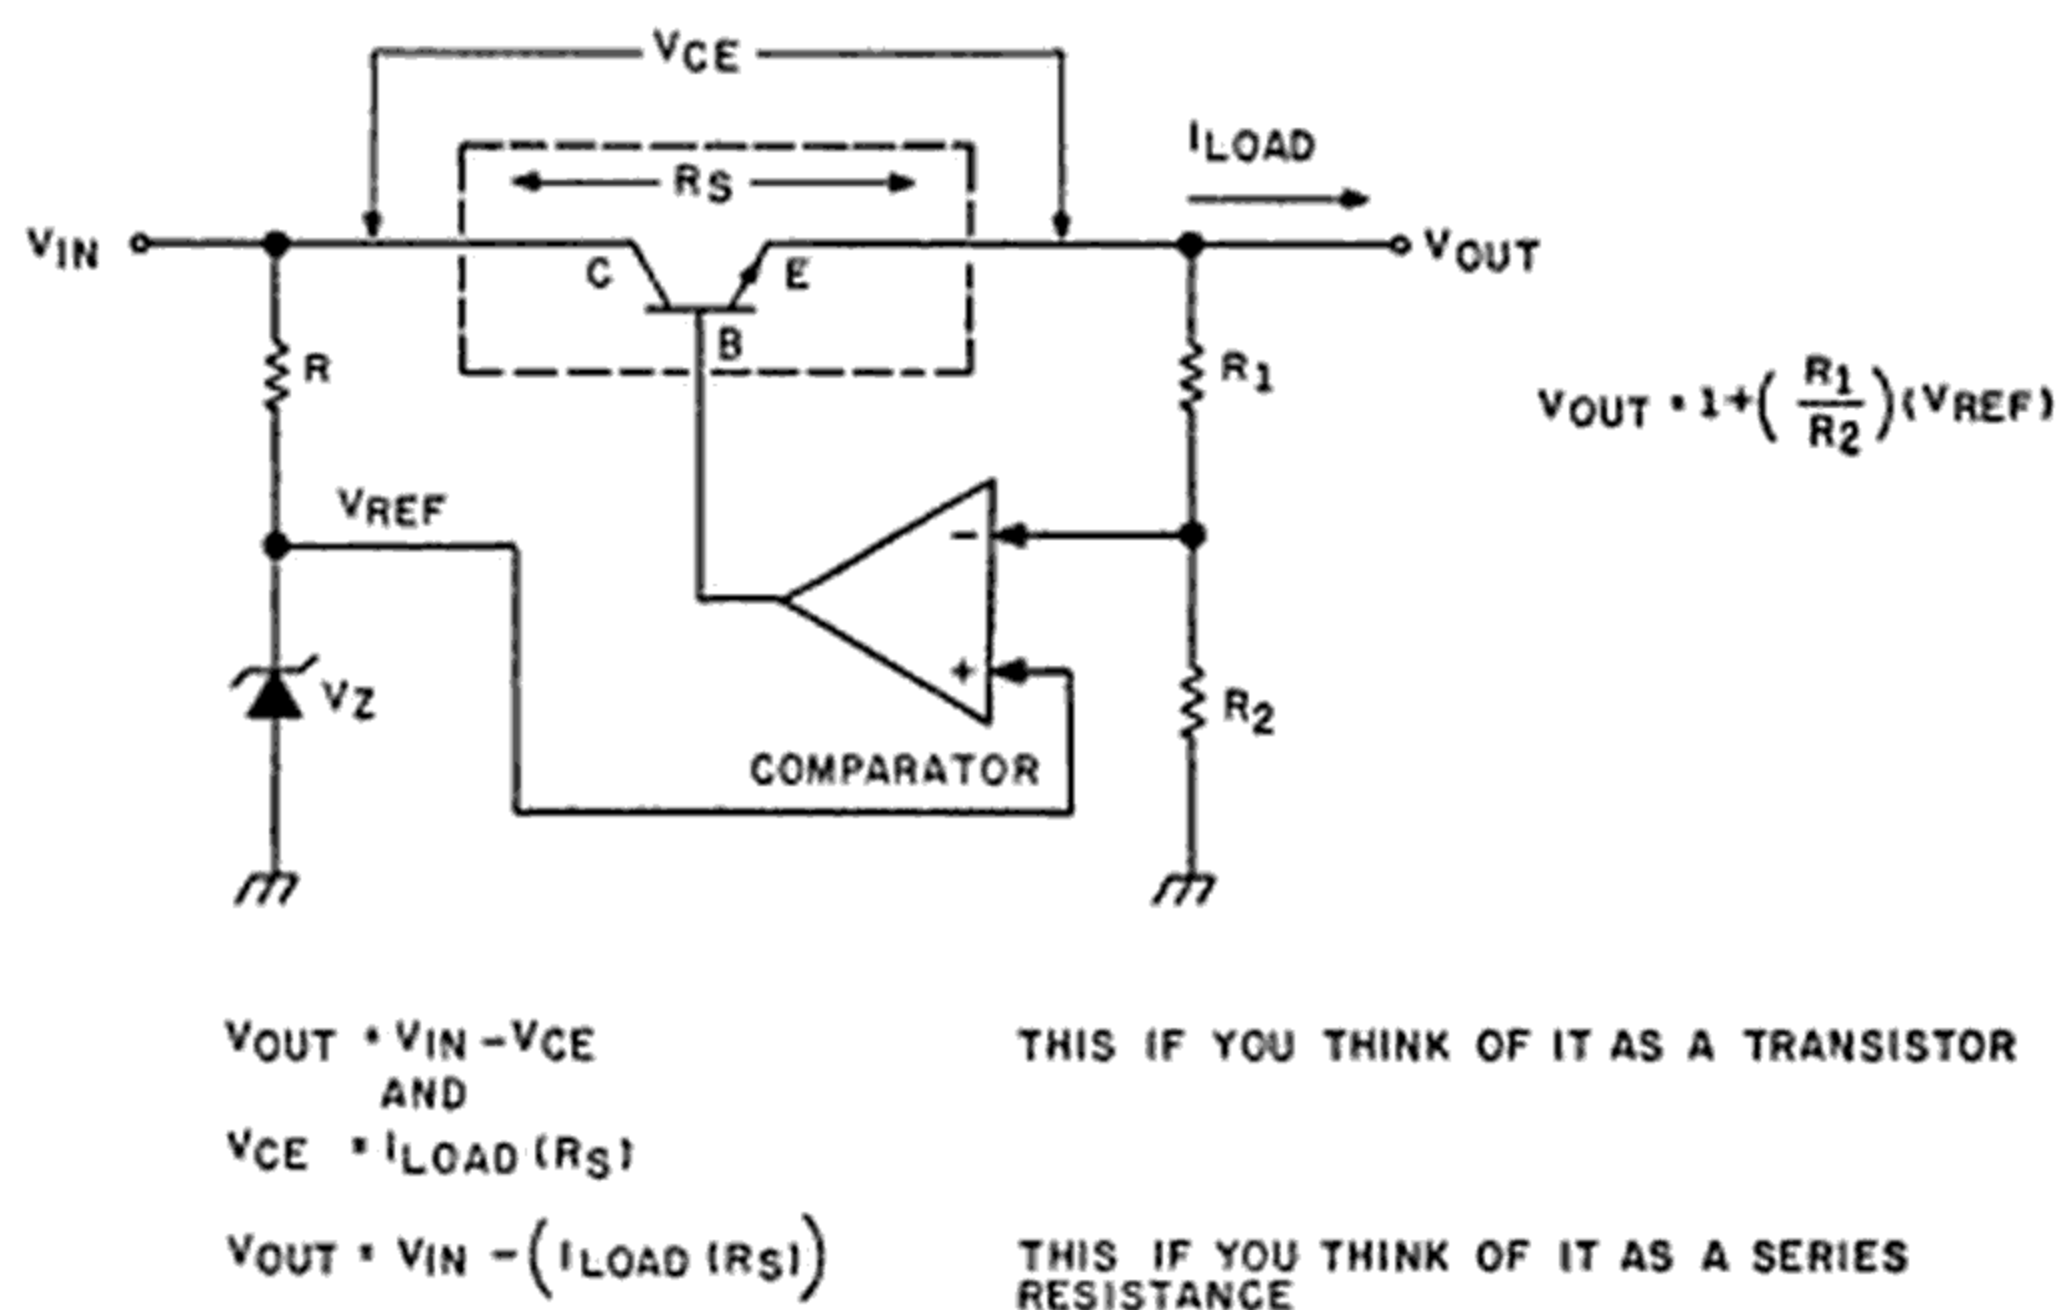 VCE
RS
ILOAD
VIN
C
E
VOUT
B
R
R1
VOUT = 1+(R1/R2)(VREF)
VREF
−
+
VZ
R2
COMPARATOR
VOUT = VIN − VCE THIS IF YOU THINK OF IT AS A TRANSISTOR
AND
VCE = ILOAD (RS)
VOUT = VIN − (ILOAD (RS)) THIS IF YOU THINK OF IT AS A SERIES
RESISTANCE